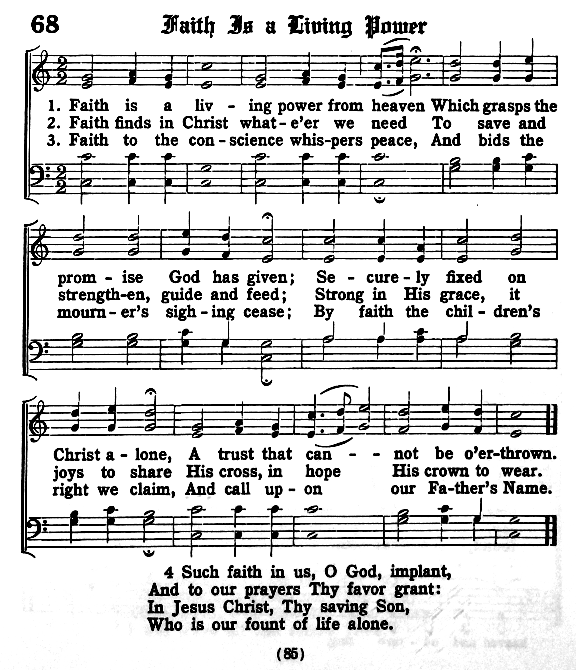 68 Faith Is a Living Power
1. Faith is a liv - ing power from heaven Which grasps the
2. Faith finds in Christ what - e'er we need To save and
3. Faith to the con - science whis - pers peace, And bids the
prom - ise God has given; Se - cure - ly fixed on
strength - en, guide and feed; Strong in His grace, it
mourn - er's sigh - ing cease; By faith the chil - dren's
Christ a - lone, A trust that can - - not be o'er-thrown.
joys to share His cross, in hope His crown to wear.
right we claim, And call up - on our Fa - ther's Name.
4 Such faith in us, O God, implant,
And to our prayers Thy favor grant:
In Jesus Christ, Thy saving Son,
Who is our fount of life alone.
(85)